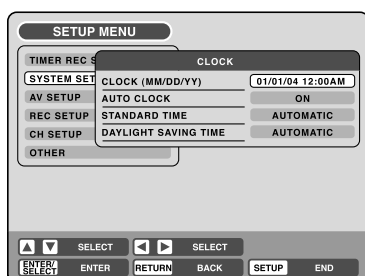 SETUP MENU
TIMER REC S
CLOCK
SYSTEM SET
CLOCK (MM/DD/YY) 01/01/04 12:00AM
AV SETUP
AUTO CLOCK ON
REC SETUP
STANDARD TIME AUTOMATIC
CH SETUP
DAYLIGHT SAVING TIME AUTOMATIC
OTHER
SELECT SELECT
ENTER/SELECT ENTER RETURN BACK SETUP END